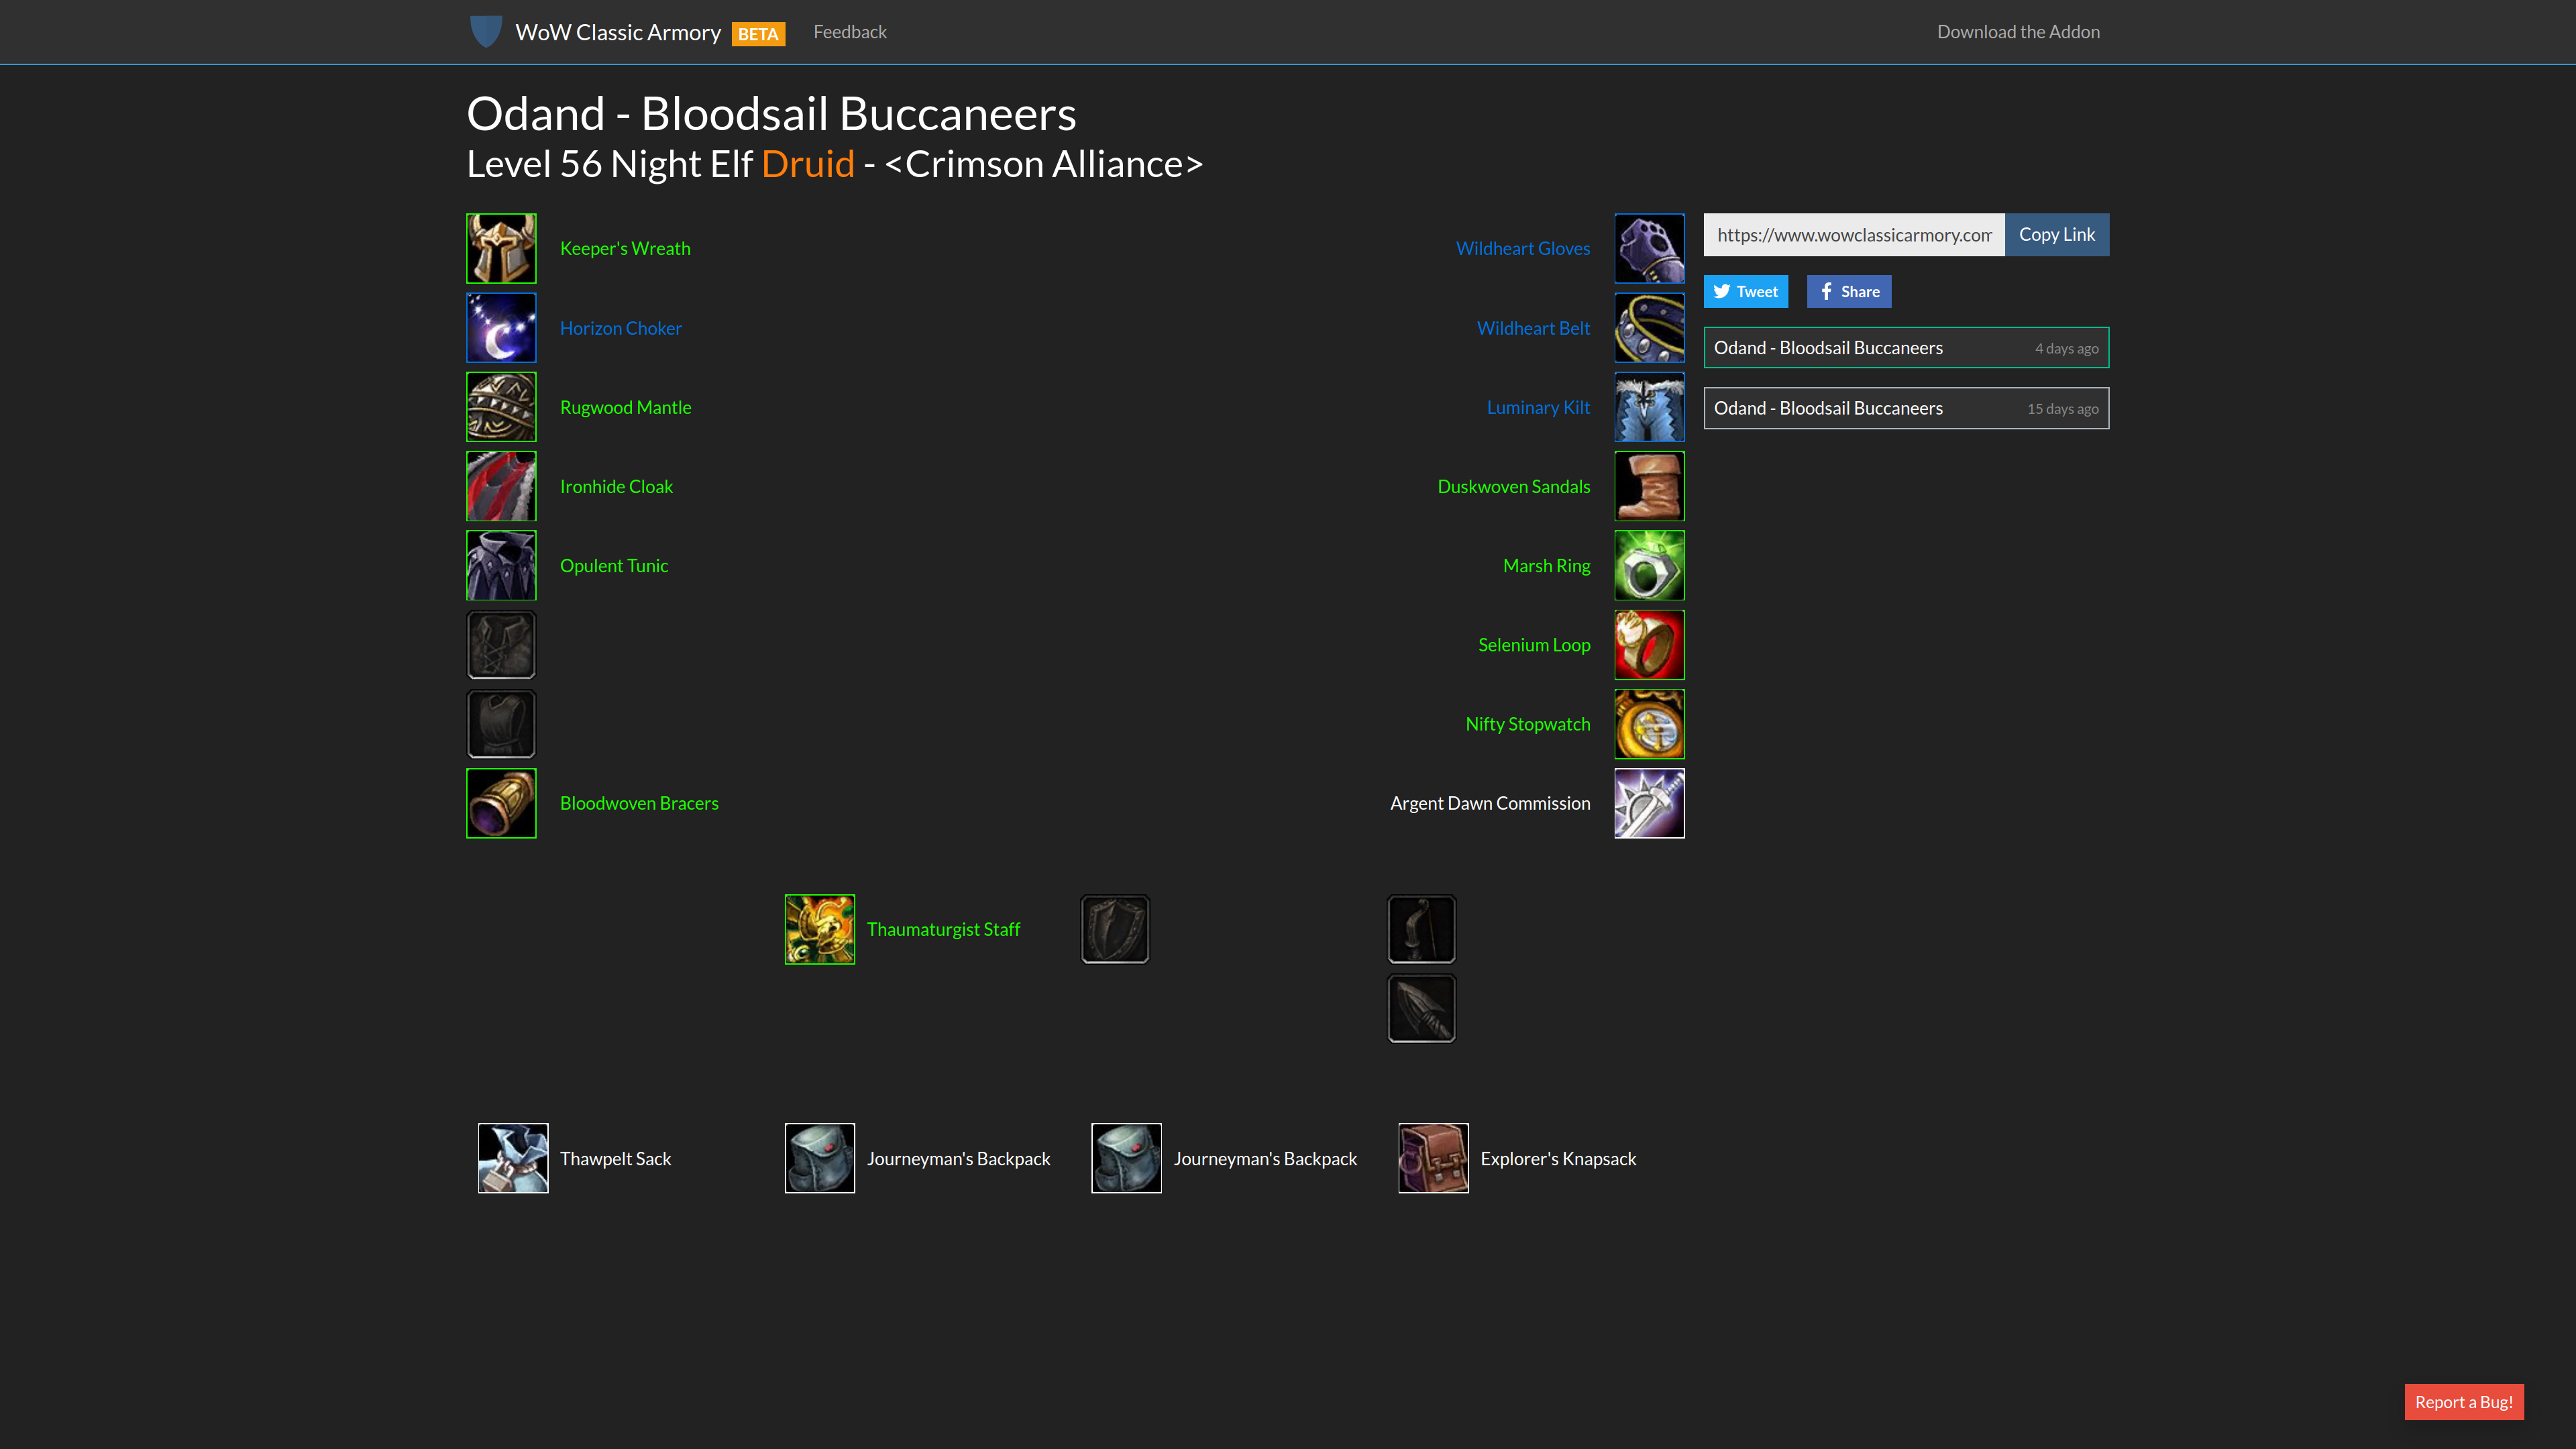 WoW Classic Armory BETA Feedback Download the Addon
Odand - Bloodsail Buccaneers
Level 56 Night Elf Druid - <Crimson Alliance>
Keeper's Wreath
Horizon Choker
Rugwood Mantle
Ironhide Cloak
Opulent Tunic
Bloodwoven Bracers
Wildheart Gloves
Wildheart Belt
Luminary Kilt
Duskwoven Sandals
Marsh Ring
Selenium Loop
Nifty Stopwatch
Argent Dawn Commission
https://www.wowclassicarmory.com Copy Link
Tweet Share
Odand - Bloodsail Buccaneers 4 days ago
Odand - Bloodsail Buccaneers 15 days ago
Thaumaturgist Staff
Thawpelt Sack Journeyman's Backpack Journeyman's Backpack Explorer's Knapsack
Report a Bug!